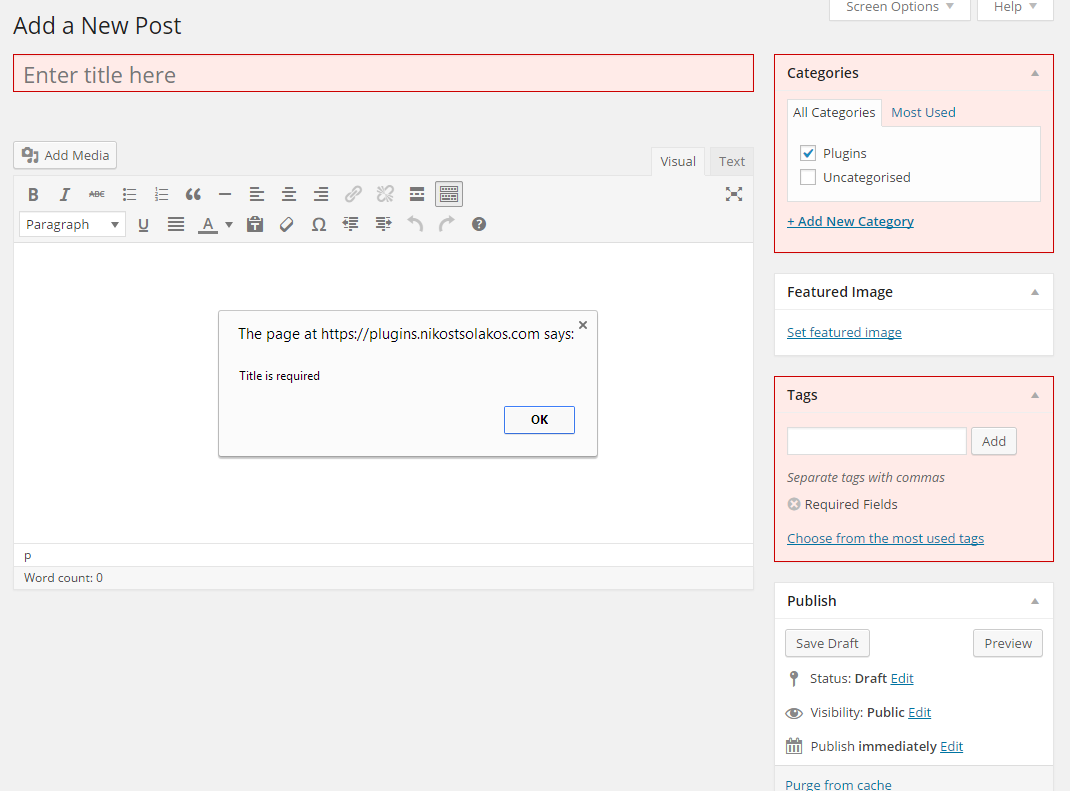 Screen Options
Help
Add a New Post
Enter title here
Add Media
Visual
Text
B I ABC
Paragraph
U A Ω
The page at https://plugins.nikostsolakos.com says:
Title is required
OK
p
Word count: 0
Categories
All Categories
Most Used
Plugins
Uncategorised
+ Add New Category
Featured Image
Set featured image
Tags
Add
Separate tags with commas
Required Fields
Choose from the most used tags
Publish
Save Draft
Preview
Status: Draft Edit
Visibility: Public Edit
Publish immediately Edit
Purge from cache